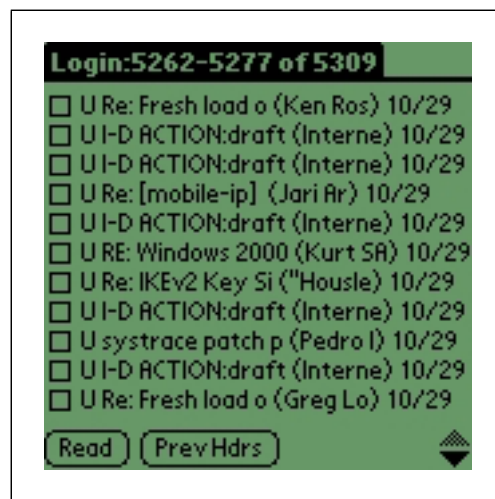 Login:5262-5277 of 5309
U Re: Fresh load o (Ken Ros) 10/29
U I-D ACTION:draft (Interne) 10/29
U I-D ACTION:draft (Interne) 10/29
U Re: [mobile-ip] (Jari Ar) 10/29
U I-D ACTION:draft (Interne) 10/29
U RE: Windows 2000 (Kurt SA) 10/29
U Re: IKEv2 Key Si ("Housle) 10/29
U I-D ACTION:draft (Interne) 10/29
U systrace patch p (Pedro I) 10/29
U I-D ACTION:draft (Interne) 10/29
U Re: Fresh load o (Greg Lo) 10/29
Read Prev Hdrs